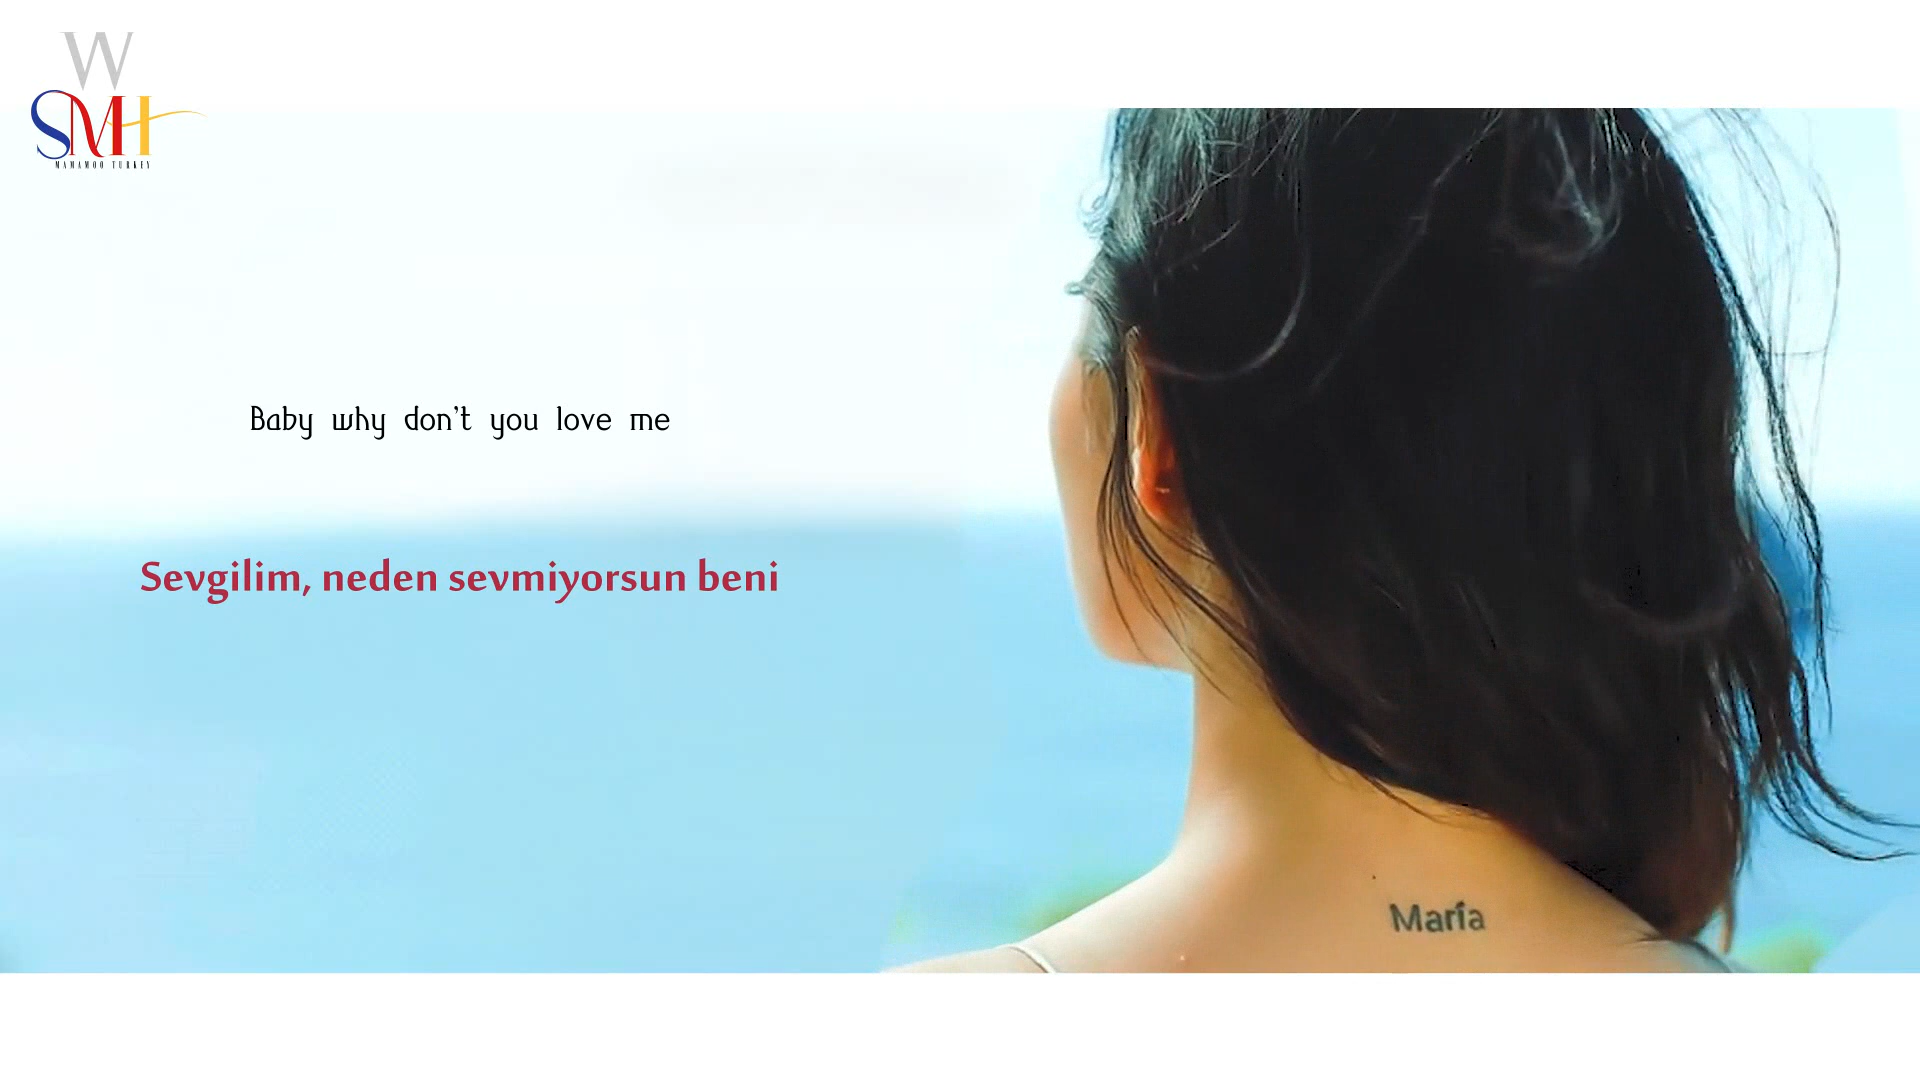 W
SMH
MAMAMOO TURKEY
Baby why don't you love me
Sevgilim, neden sevmiyorsun beni
María